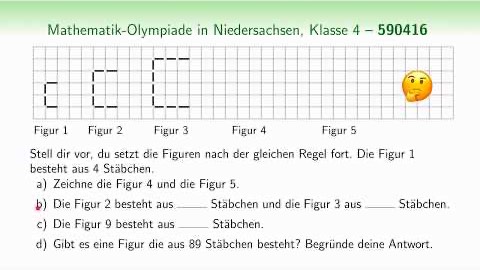 Mathematik-Olympiade in Niedersachsen, Klasse 4 – 590416
Figur 1 Figur 2 Figur 3 Figur 4 Figur 5
Stell dir vor, du setzt die Figuren nach der gleichen Regel fort. Die Figur 1
besteht aus 4 Stäbchen.
a) Zeichne die Figur 4 und die Figur 5.
b) Die Figur 2 besteht aus ____ Stäbchen und die Figur 3 aus ____ Stäbchen.
c) Die Figur 9 besteht aus ____ Stäbchen.
d) Gibt es eine Figur die aus 89 Stäbchen besteht? Begründe deine Antwort.